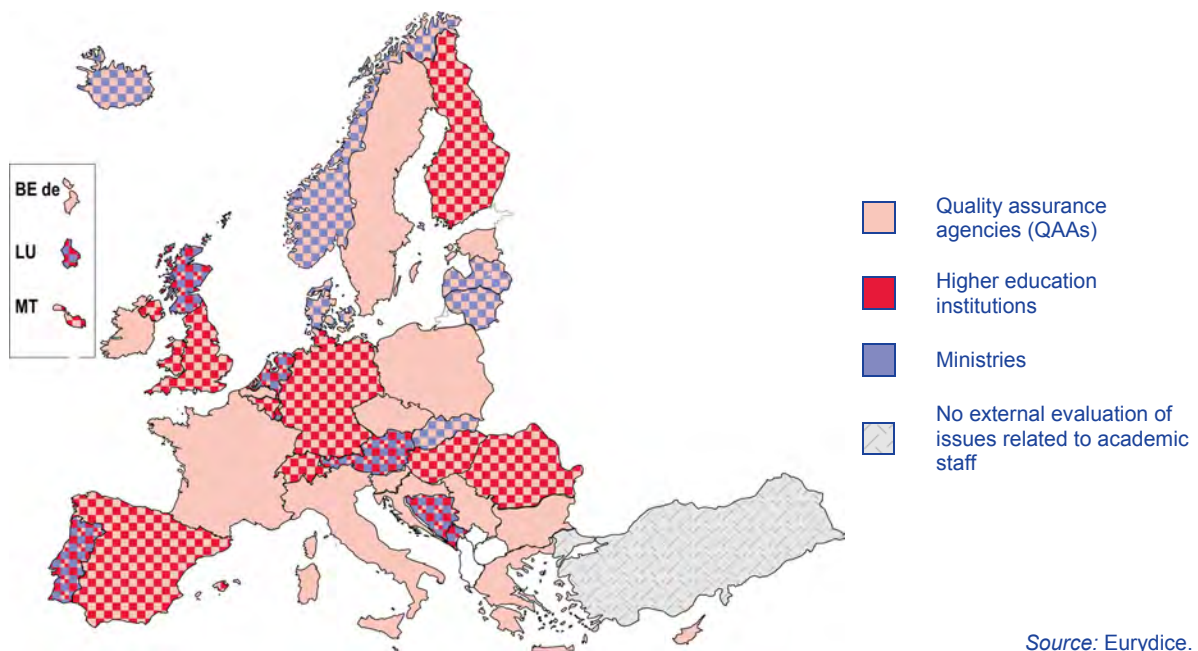 BE de
LU
MT
Quality assurance
agencies (QAAs)
Higher education
institutions
Ministries
No external evaluation of
issues related to academic
staff
Source: Eurydice.